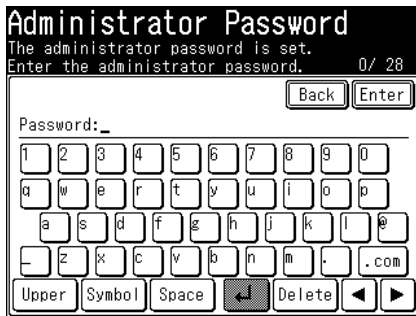 Administrator Password
The administrator password is set.
Enter the administrator password. 0/ 28
Back Enter
Password:_
1 2 3 4 5 6 7 8 9 0
q w e r t y u i o p
a s d f g h j k l @
_ z x c v b n m . .com
Upper Symbol Space ↵ Delete ◀ ▶